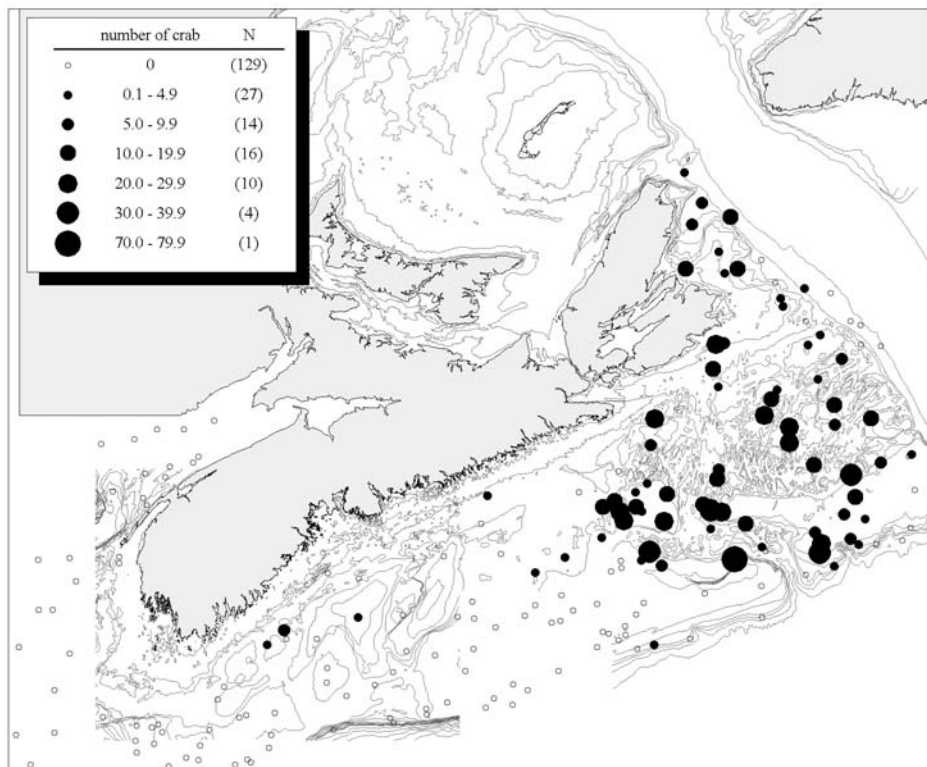 number of crab N
0 (129)
0.1 - 4.9 (27)
5.0 - 9.9 (14)
10.0 - 19.9 (16)
20.0 - 29.9 (10)
30.0 - 39.9 (4)
70.0 - 79.9 (1)